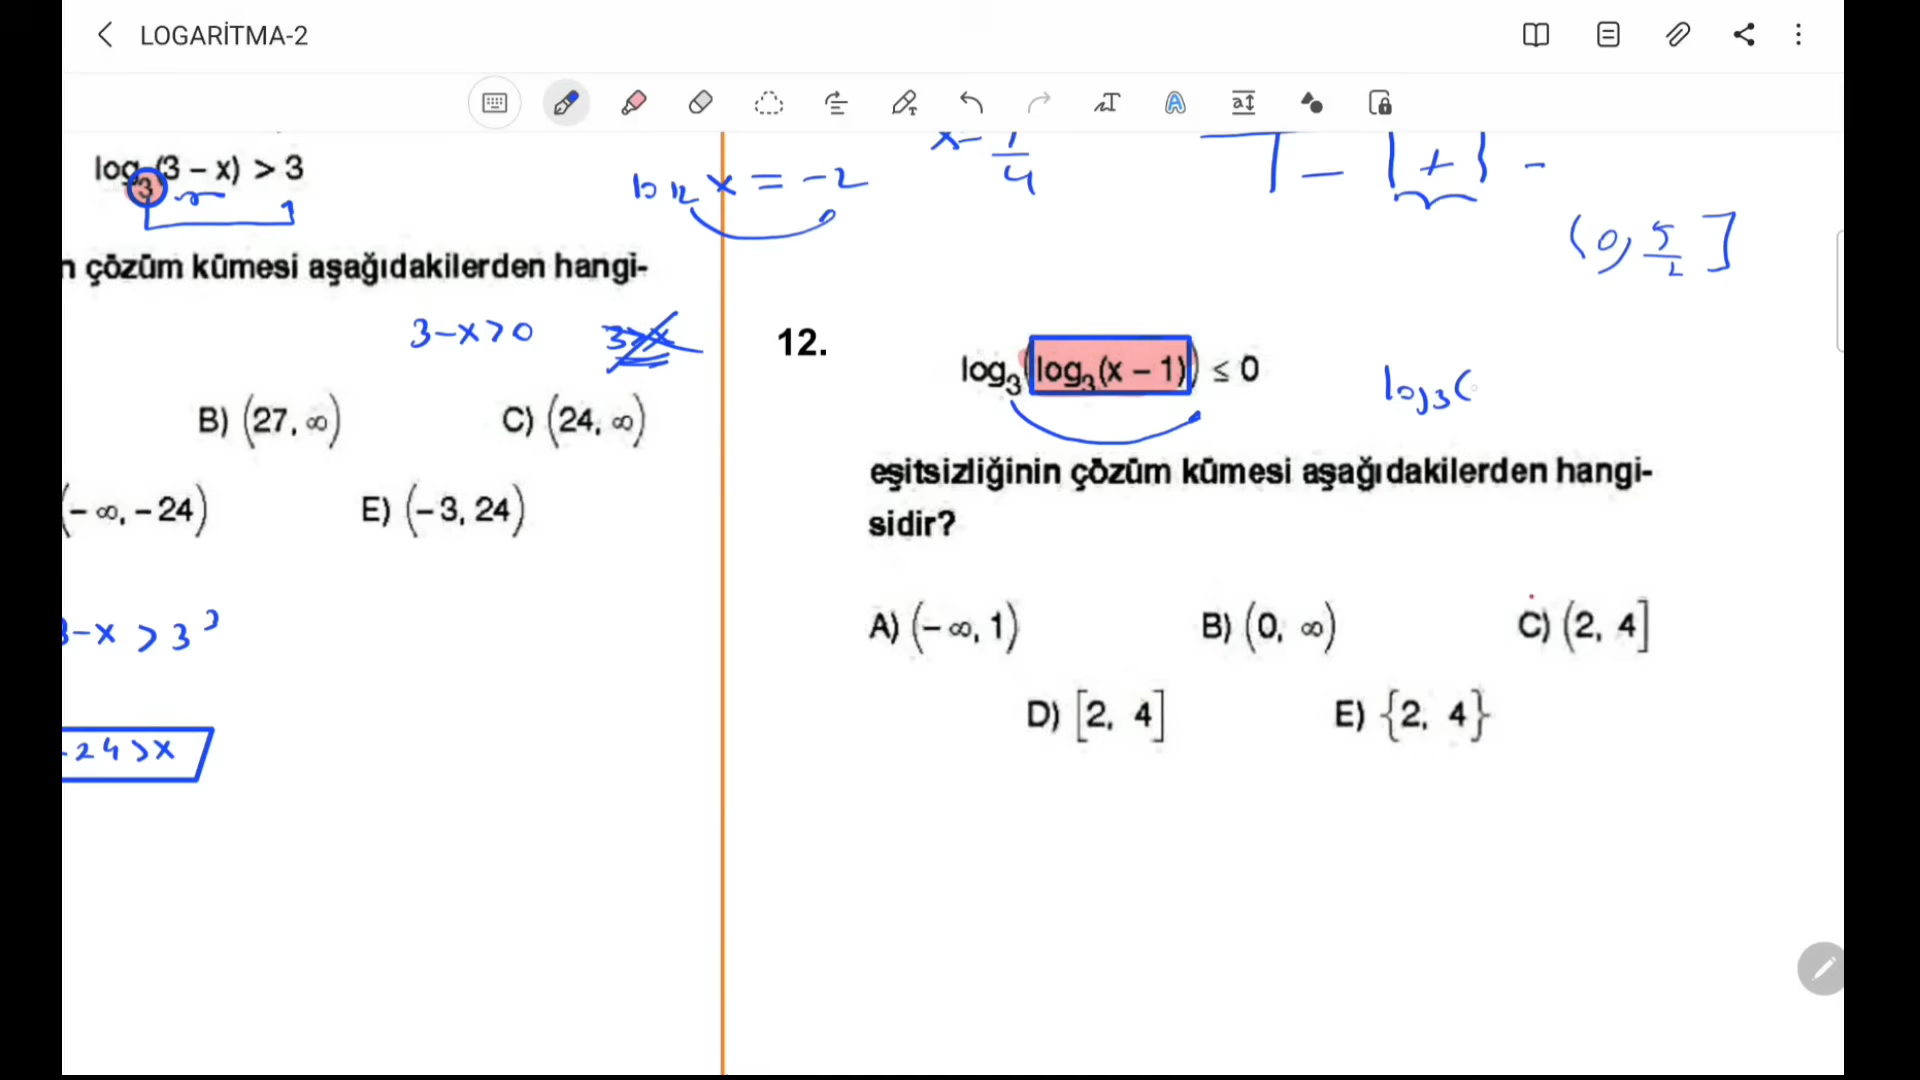 LOGARİTMA-2
log₃(3 − x) > 3
n çözüm kümesi aşağıdakilerden hangi-
3−x>0
B) (27, ∞)
C) (24, ∞)
(− ∞, − 24)
E) (− 3, 24)
3−x > 3³
-24 > x
x = −2
1/4
− + −
(0, 5/2]
12.
log₃(log₃(x − 1)) ≤ 0
log₃(
eşitsizliğinin çözüm kümesi aşağıdakilerden hangi-
sidir?
A) (− ∞, 1)
B) (0, ∞)
C) (2, 4]
D) [2, 4]
E) {2, 4}